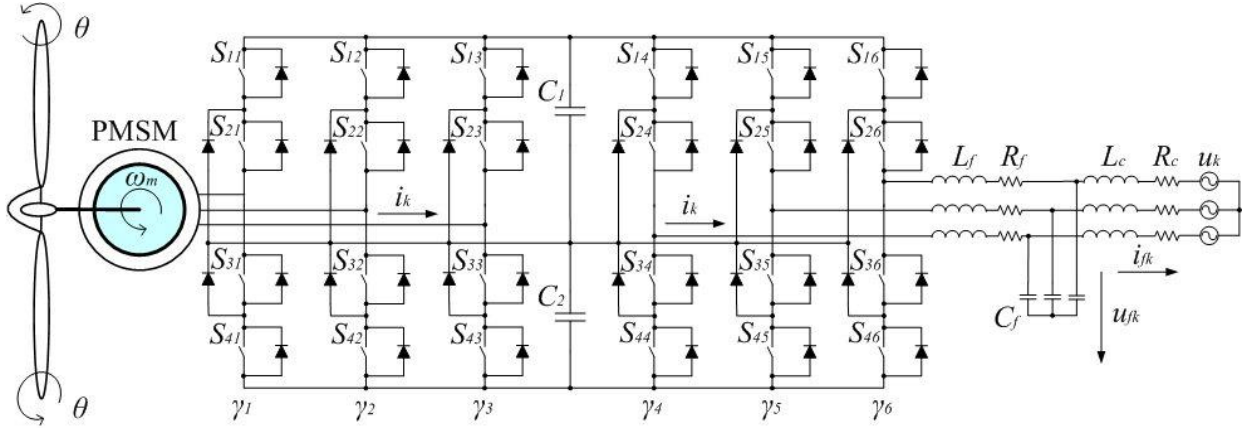 θ
PMSM
ωm
θ
S11
S12
S13
S14
S15
S16
C1
S21
S22
S23
S24
S25
S26
ik
ik
Lf
Rf
Lc
Rc
uk
S31
S32
S33
S34
S35
S36
C2
ifk
Cf
ufk
S41
S42
S43
S44
S45
S46
γ1
γ2
γ3
γ4
γ5
γ6